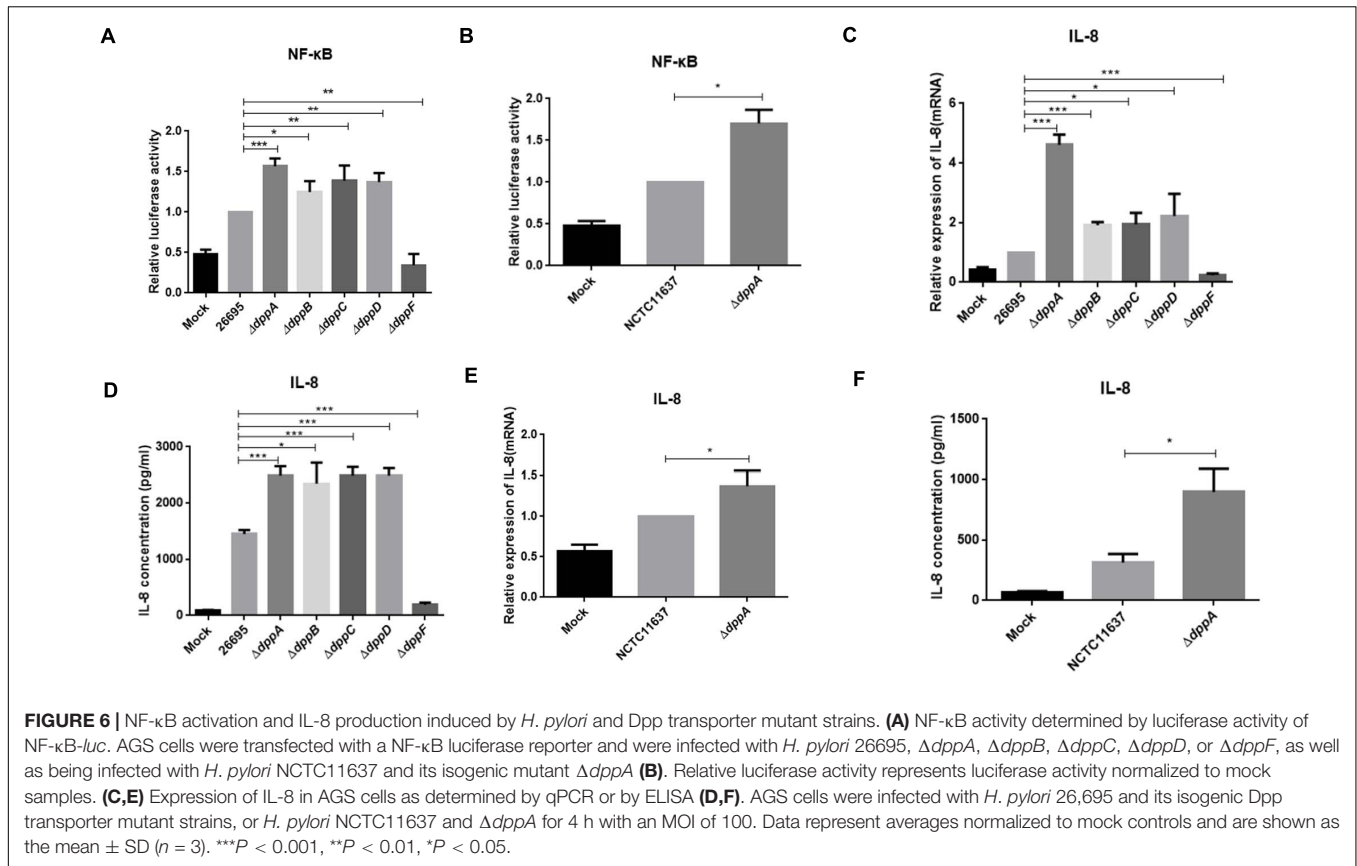 A
NF-κB
Relative luciferase activity
2.0
1.5
1.0
0.5
0.0
**
**
**
*
***
Mock
26695
ΔdppA
ΔdppB
ΔdppC
ΔdppD
ΔdppF
B
NF-κB
Relative luciferase activity
2.0
1.5
1.0
0.5
0.0
*
Mock
NCTC11637
ΔdppA
C
IL-8
Relative expression of IL-8(mRNA)
6
4
2
0
***
*
*
***
***
Mock
26695
ΔdppA
ΔdppB
ΔdppC
ΔdppD
ΔdppF
D
IL-8
IL-8 concentration (pg/ml)
3000
2000
1000
0
***
***
***
*
***
Mock
26695
ΔdppA
ΔdppB
ΔdppC
ΔdppD
ΔdppF
E
IL-8
Relative expression of IL-8(mRNA)
2.0
1.5
1.0
0.5
0.0
*
Mock
NCTC11637
ΔdppA
F
IL-8
IL-8 concentration (pg/ml)
1500
1000
500
0
*
Mock
NCTC11637
ΔdppA
FIGURE 6 | NF-κB activation and IL-8 production induced by H. pylori and Dpp transporter mutant strains. (A) NF-κB activity determined by luciferase activity of
NF-κB-luc. AGS cells were transfected with a NF-κB luciferase reporter and were infected with H. pylori 26695, ΔdppA, ΔdppB, ΔdppC, ΔdppD, or ΔdppF, as well
as being infected with H. pylori NCTC11637 and its isogenic mutant ΔdppA (B). Relative luciferase activity represents luciferase activity normalized to mock
samples. (C,E) Expression of IL-8 in AGS cells as determined by qPCR or by ELISA (D,F). AGS cells were infected with H. pylori 26,695 and its isogenic Dpp
transporter mutant strains, or H. pylori NCTC11637 and ΔdppA for 4 h with an MOI of 100. Data represent averages normalized to mock controls and are shown as
the mean ± SD (n = 3). ***P < 0.001, **P < 0.01, *P < 0.05.